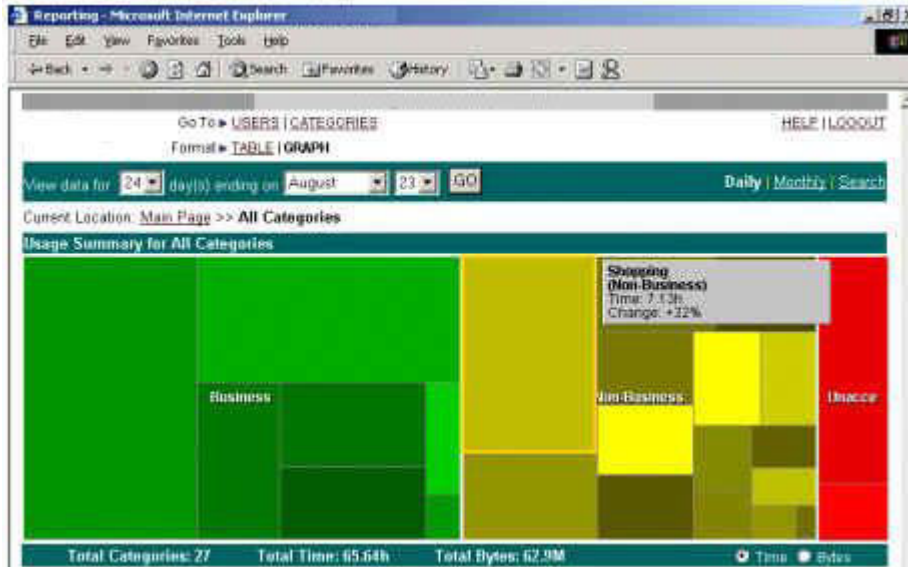 Reporting - Microsoft Internet Explorer
File Edit View Favorites Tools Help
Back Search Favorites History
Go To USERS | CATEGORIES HELP | LOGOUT
Format TABLE | GRAPH
View data for 24 day(s) ending on August 23 GO Daily | Monthly | Search
Current Location: Main Page >> All Categories
Usage Summary for All Categories
Shopping
(Non-Business)
Time: 7.13h
Change: +32%
Business Non-Business Unacce
Total Categories: 27 Total Time: 65.64h Total Bytes: 62.9M Time Bytes